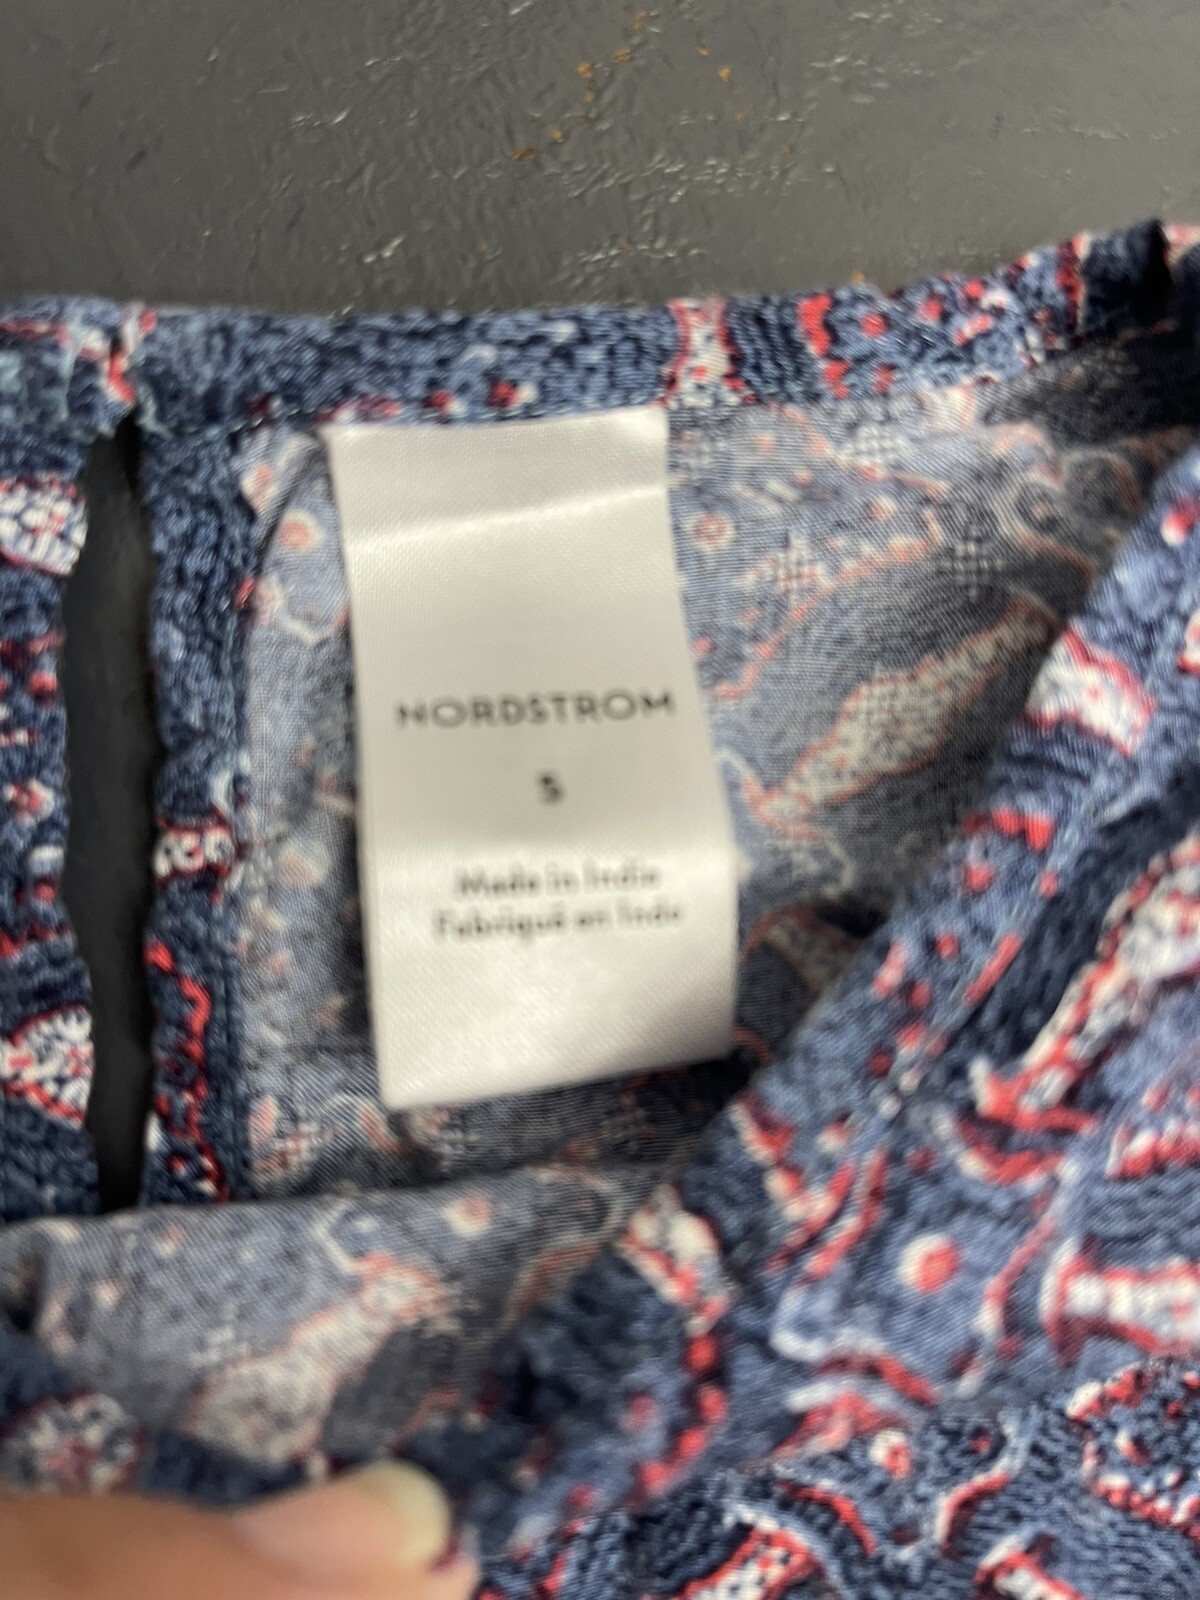 NORDSTROM
S
Made in India
Fabriqué en Inde